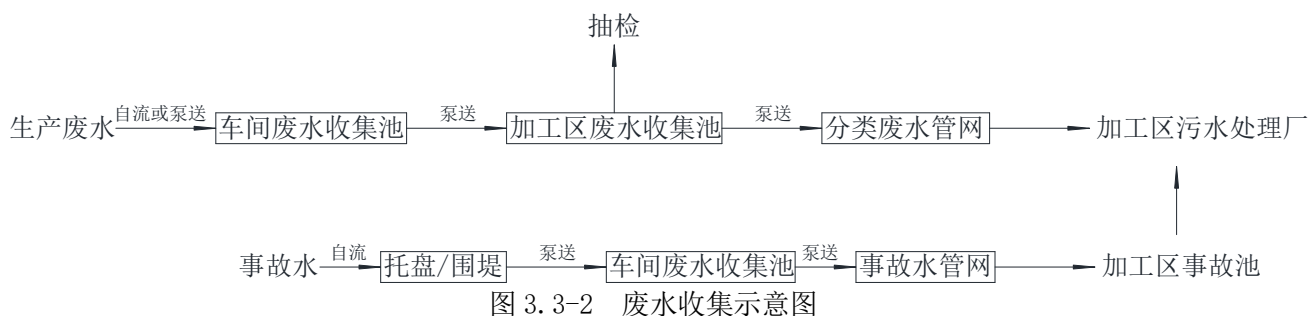 抽检
生产废水 自流或泵送 车间废水收集池 泵送 加工区废水收集池 泵送 分类废水管网 加工区污水处理厂
事故水 自流 托盘/围堤 泵送 车间废水收集池 泵送 事故水管网 加工区事故池
图 3.3-2 废水收集示意图